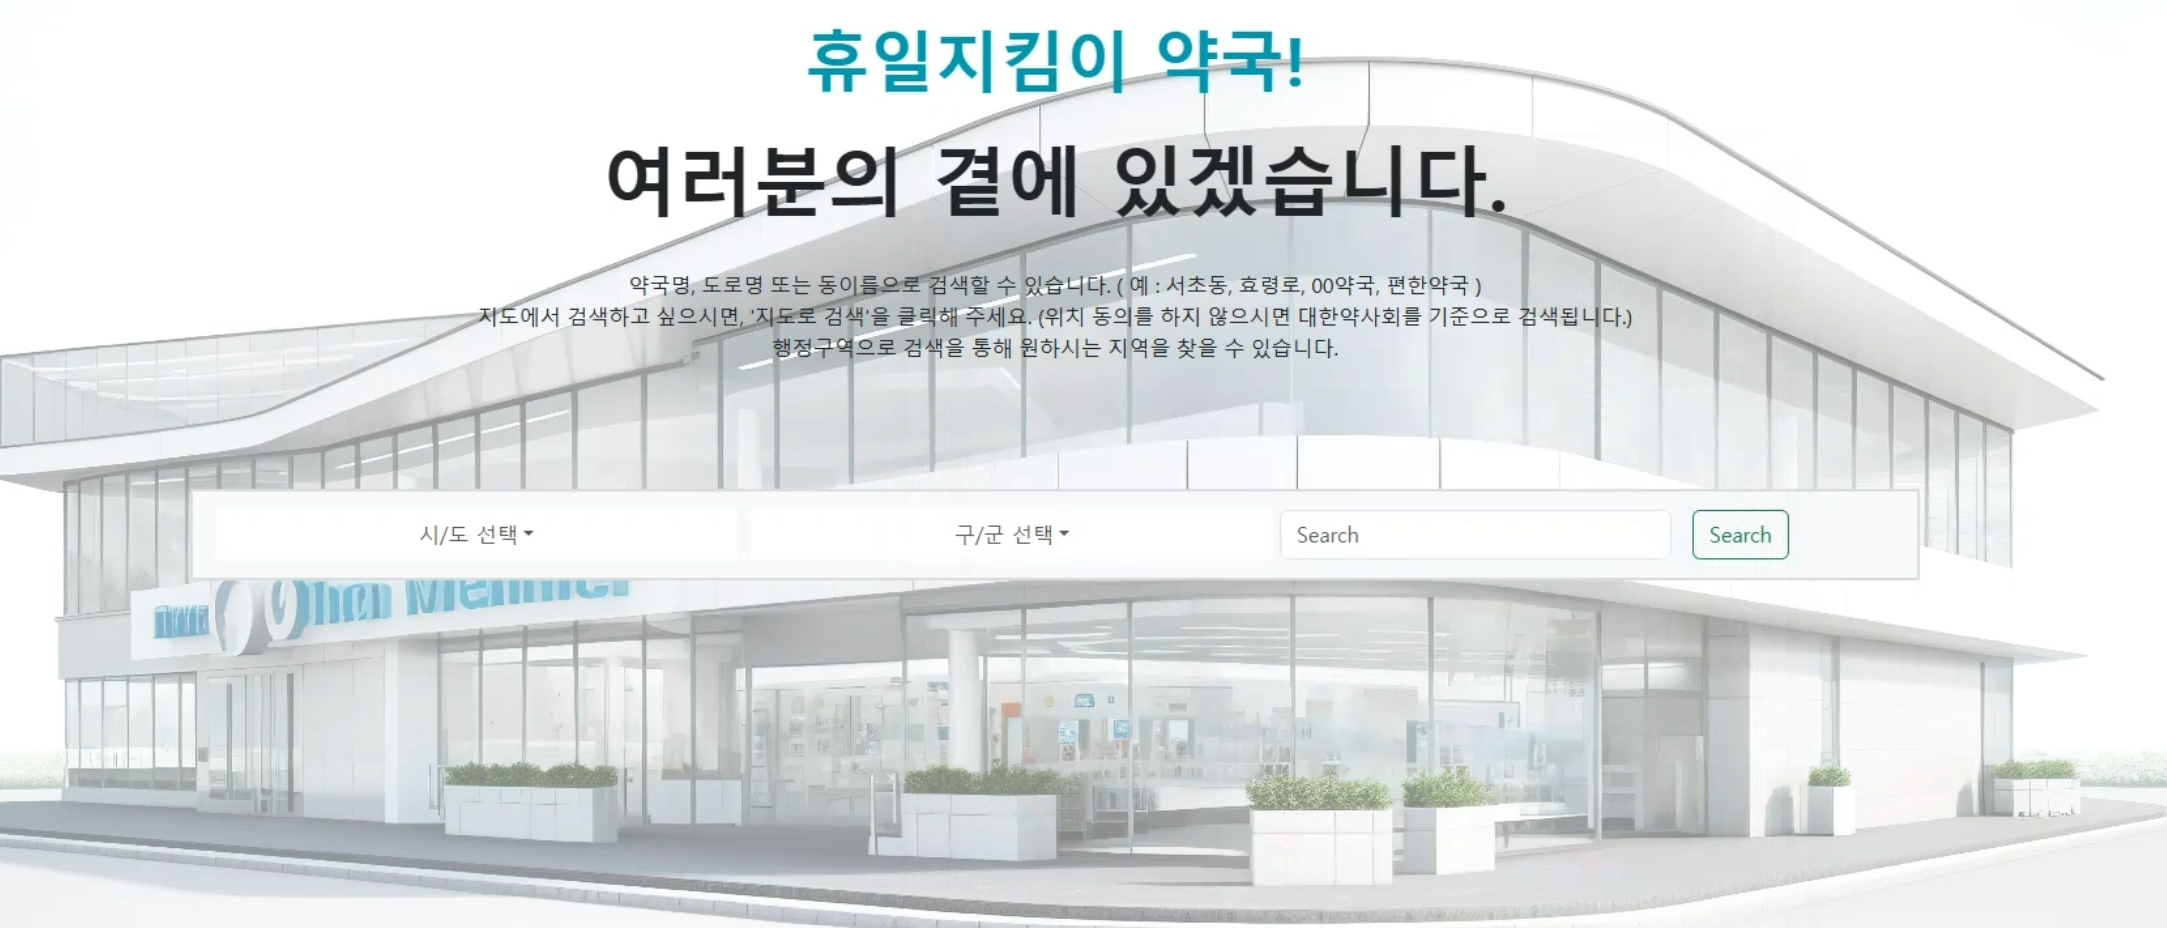 휴일지킴이 약국!
여러분의 곁에 있겠습니다.
약국명, 도로명 또는 동이름으로 검색할 수 있습니다. ( 예 : 서초동, 효령로, 00약국, 편한약국 )
지도에서 검색하고 싶으시면, '지도로 검색'을 클릭해 주세요. (위치 동의를 하지 않으시면 대한약사회를 기준으로 검색됩니다.)
행정구역으로 검색을 통해 원하시는 지역을 찾을 수 있습니다.
시/도 선택 구/군 선택 Search Search